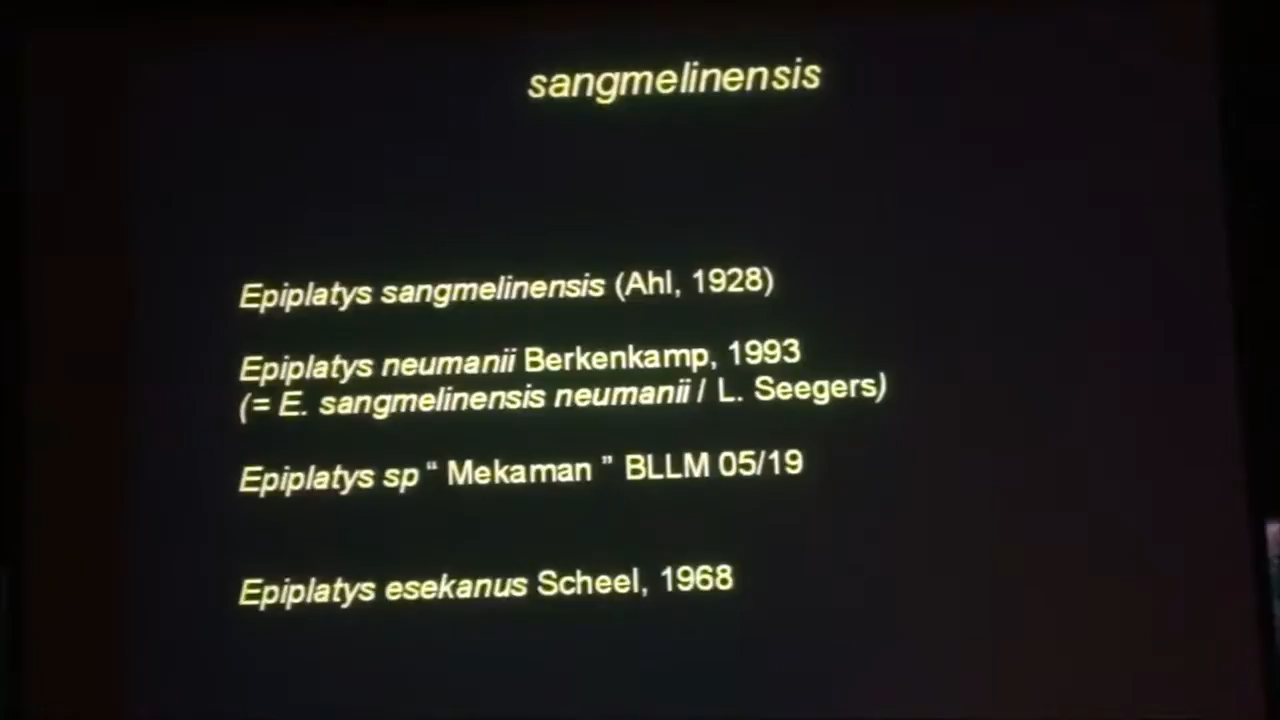 sangmelinensis
Epiplatys sangmelinensis (Ahl, 1928)
Epiplatys neumanii Berkenkamp, 1993
(= E. sangmelinensis neumanii / L. Seegers)
Epiplatys sp “ Mekaman ” BLLM 05/19
Epiplatys esekanus Scheel, 1968